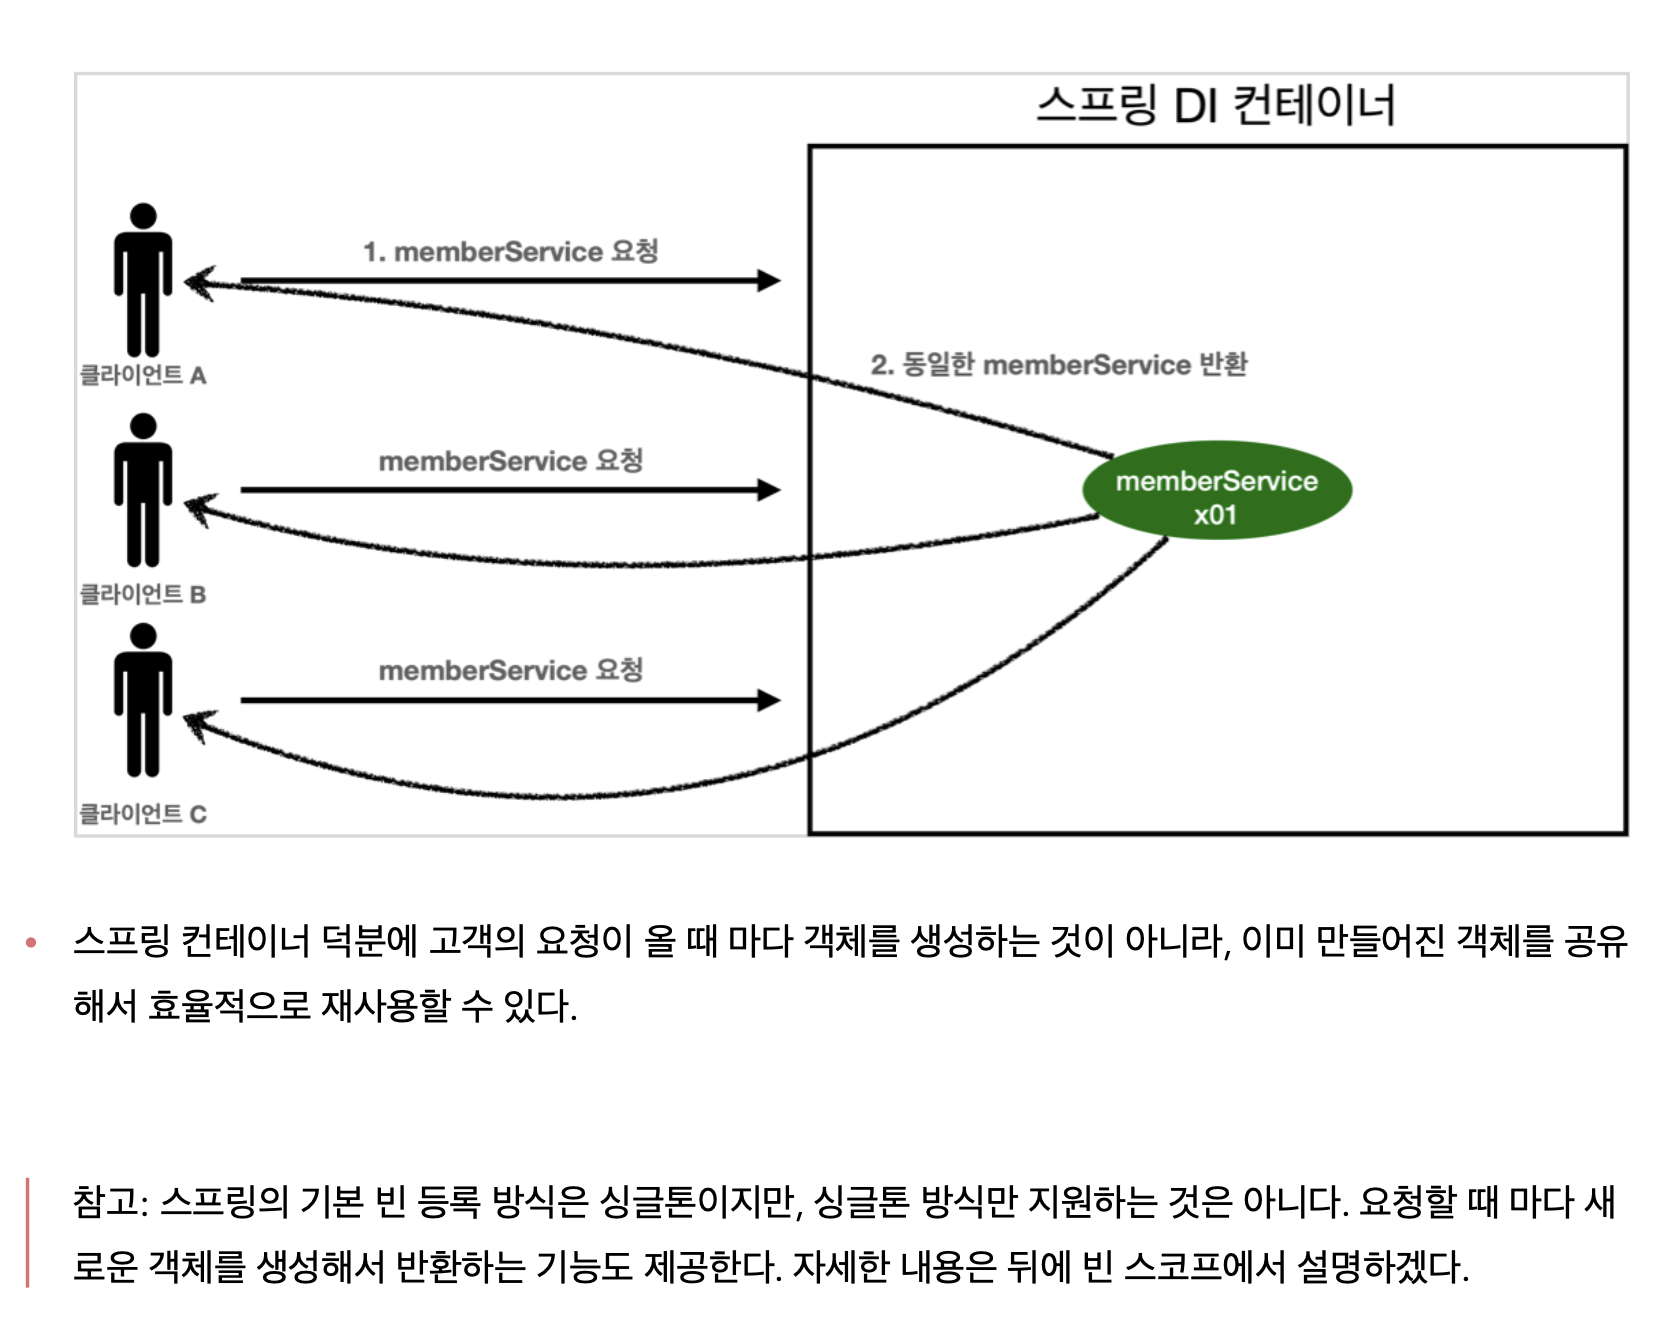 스프링 DI 컨테이너
1. memberService 요청
클라이언트 A
2. 동일한 memberService 반환
memberService 요청
memberService
x01
클라이언트 B
memberService 요청
클라이언트 C
• 스프링 컨테이너 덕분에 고객의 요청이 올 때 마다 객체를 생성하는 것이 아니라, 이미 만들어진 객체를 공유
해서 효율적으로 재사용할 수 있다.
참고: 스프링의 기본 빈 등록 방식은 싱글톤이지만, 싱글톤 방식만 지원하는 것은 아니다. 요청할 때 마다 새
로운 객체를 생성해서 반환하는 기능도 제공한다. 자세한 내용은 뒤에 빈 스코프에서 설명하겠다.